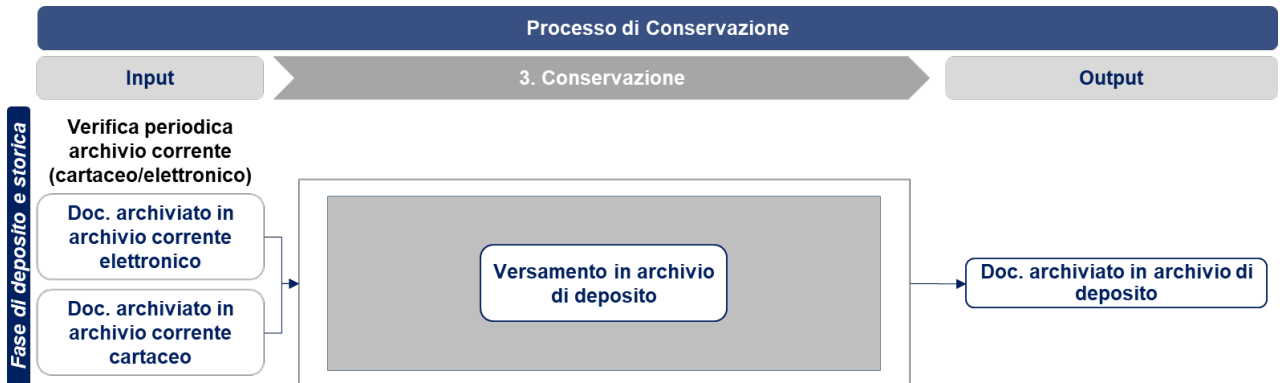 Processo di Conservazione
Input
3. Conservazione
Output
Fase di deposito e storica
Verifica periodica
archivio corrente
(cartaceo/elettronico)
Doc. archiviato in
archivio corrente
elettronico
Doc. archiviato in
archivio corrente
cartaceo
Versamento in archivio
di deposito
Doc. archiviato in archivio di
deposito